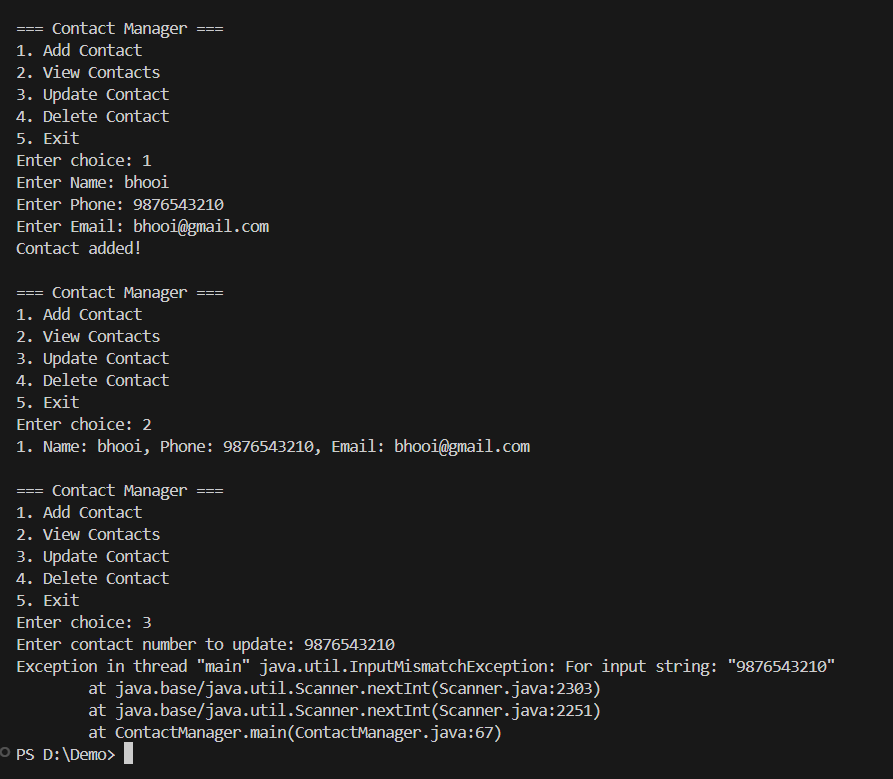 === Contact Manager ===
1. Add Contact
2. View Contacts
3. Update Contact
4. Delete Contact
5. Exit
Enter choice: 1
Enter Name: bhooi
Enter Phone: 9876543210
Enter Email: bhooi@gmail.com
Contact added!
=== Contact Manager ===
1. Add Contact
2. View Contacts
3. Update Contact
4. Delete Contact
5. Exit
Enter choice: 2
1. Name: bhooi, Phone: 9876543210, Email: bhooi@gmail.com
=== Contact Manager ===
1. Add Contact
2. View Contacts
3. Update Contact
4. Delete Contact
5. Exit
Enter choice: 3
Enter contact number to update: 9876543210
Exception in thread "main" java.util.InputMismatchException: For input string: "9876543210"
        at java.base/java.util.Scanner.nextInt(Scanner.java:2303)
        at java.base/java.util.Scanner.nextInt(Scanner.java:2251)
        at ContactManager.main(ContactManager.java:67)
PS D:\Demo>